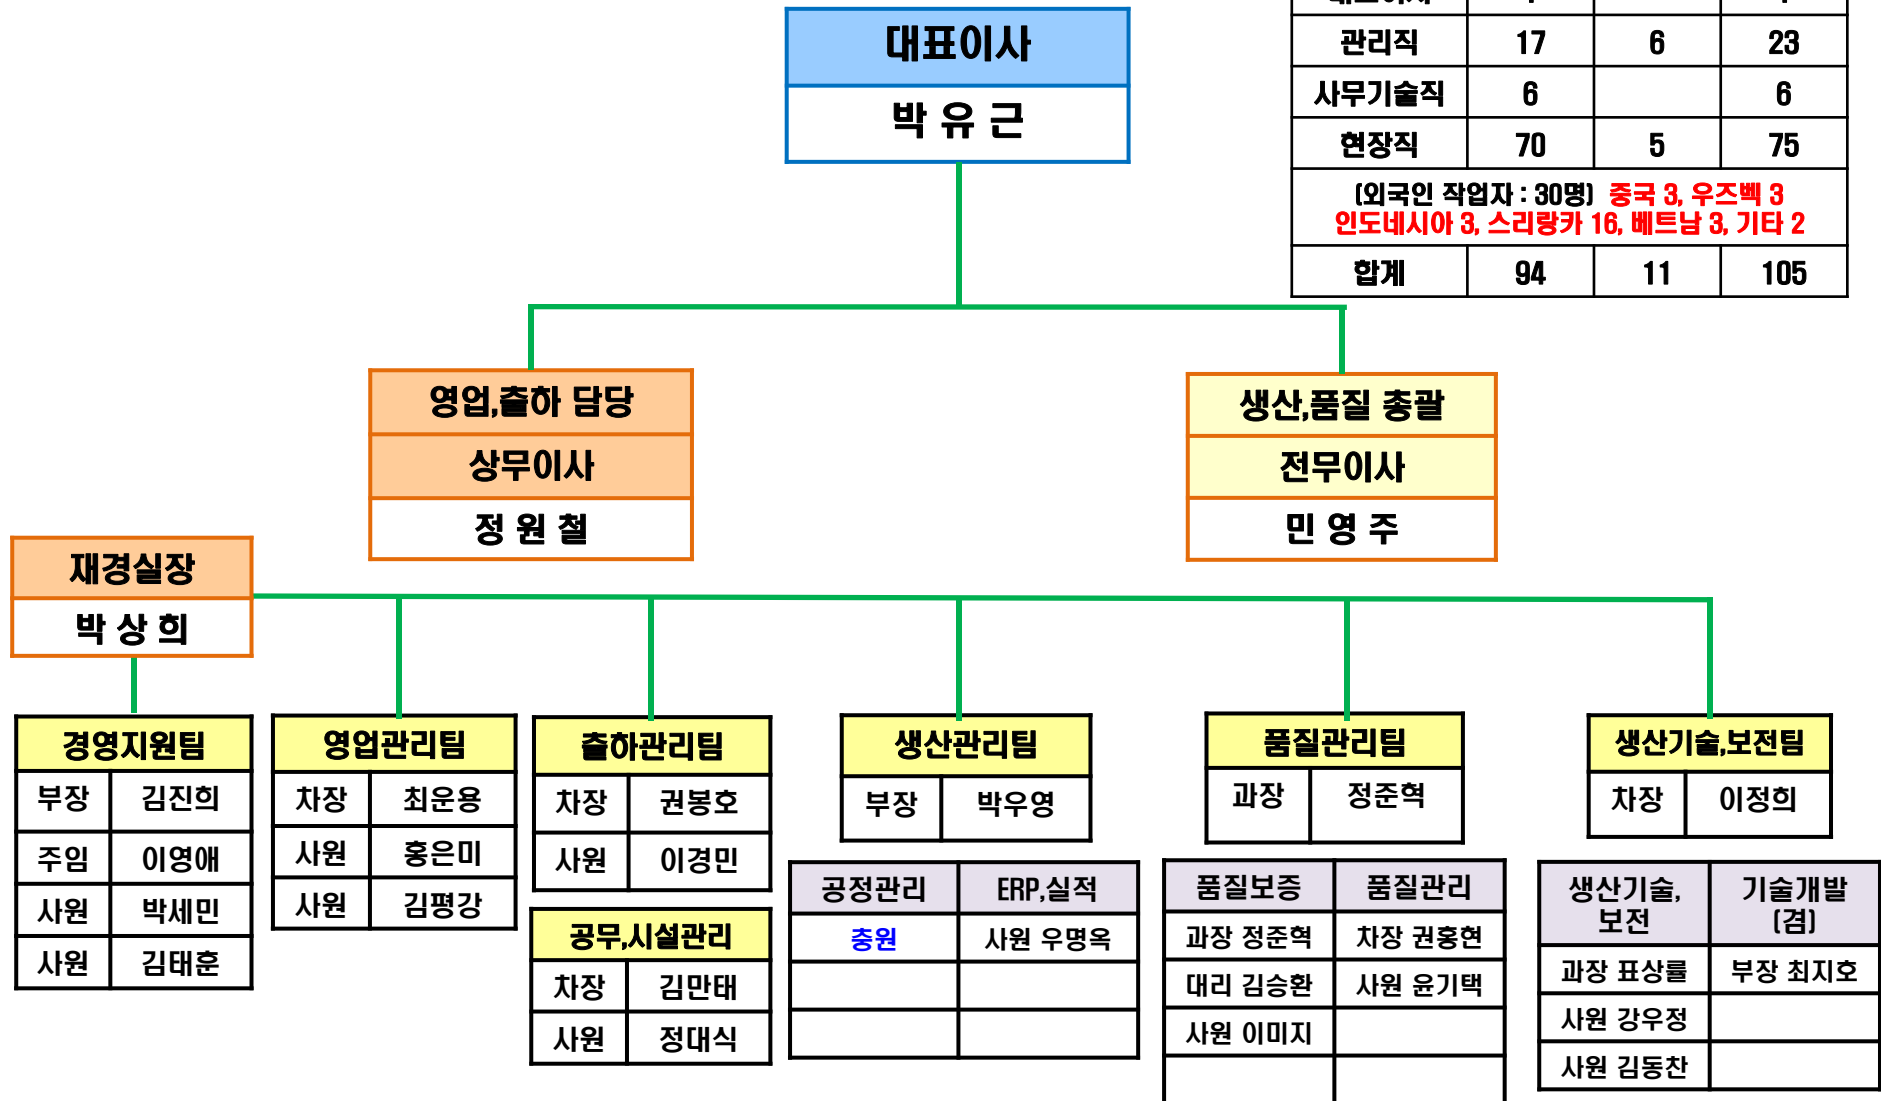 대표이사
박 유 근
관리직 17 6 23
사무기술직 6 6
현장직 70 5 75
(외국인 작업자 : 30명) 중국 3, 우즈벡 3
인도네시아 3, 스리랑카 16, 베트남 3, 기타 2
합계 94 11 105
영업,출하 담당
상무이사
정 원 철
생산,품질 총괄
전무이사
민 영 주
재경실장
박 상 희
경영지원팀
부장 김진희
주임 이영애
사원 박세민
사원 김태훈
영업관리팀
차장 최운용
사원 홍은미
사원 김평강
출하관리팀
차장 권봉호
사원 이경민
공무,시설관리
차장 김만태
사원 정대식
생산관리팀
부장 박우영
공정관리 ERP,실적
충원 사원 우명옥
품질관리팀
과장 정준혁
품질보증 품질관리
과장 정준혁 차장 권홍현
대리 김승환 사원 윤기택
사원 이미지
생산기술,보전팀
차장 이정희
생산기술,
보전
기술개발
(겸)
과장 표상률 부장 최지호
사원 강우정
사원 김동찬